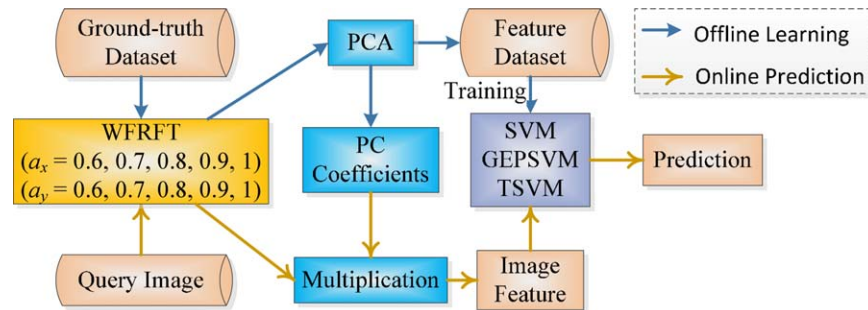 Ground-truth
Dataset
PCA
Feature
Dataset
Offline Learning
Online Prediction
Training
WFRFT
(aₓ = 0.6, 0.7, 0.8, 0.9, 1)
(a_y = 0.6, 0.7, 0.8, 0.9, 1)
PC
Coefficients
SVM
GEPSVM
TSVM
Prediction
Query Image
Multiplication
Image
Feature